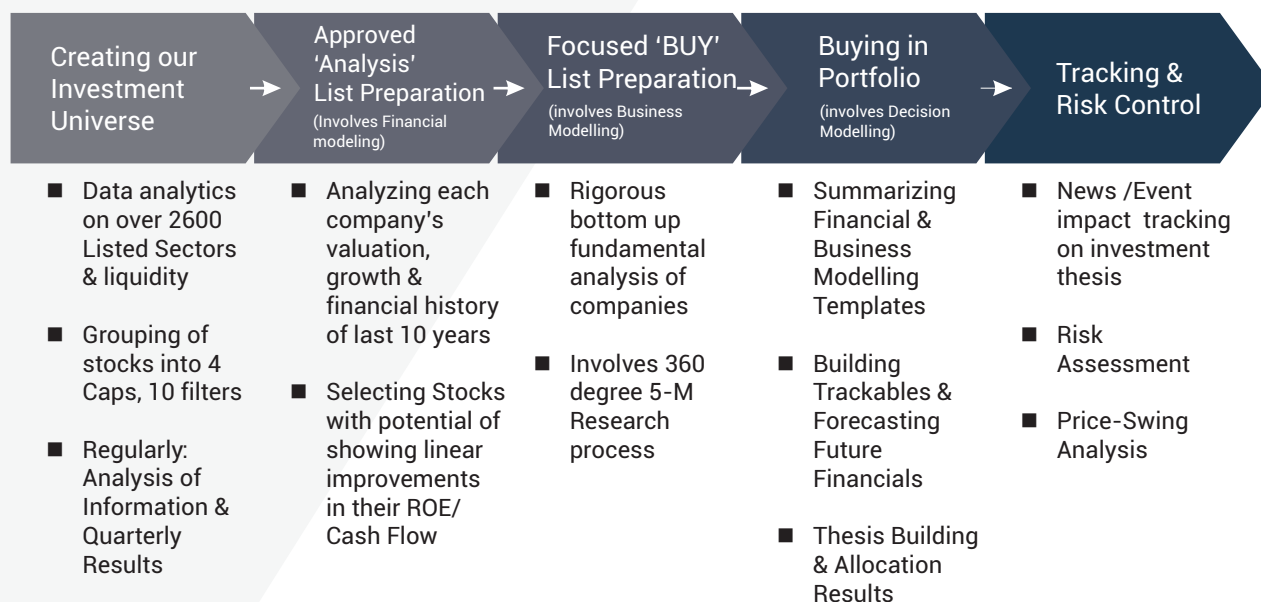 Creating our
Investment
Universe
Approved
‘Analysis’
List Preparation
(Involves Financial
modeling)
Focused ‘BUY’
List Preparation
(involves Business
Modelling)
Buying in
Portfolio
(involves Decision
Modelling)
Tracking &
Risk Control
■ Data analytics
on over 2600
Listed Sectors
& liquidity
■ Grouping of
stocks into 4
Caps, 10 filters
■ Regularly:
Analysis of
Information &
Quarterly
Results
■ Analyzing each
company’s
valuation,
growth &
financial history
of last 10 years
■ Selecting Stocks
with potential of
showing linear
improvements
in their ROE/
Cash Flow
■ Rigorous
bottom up
fundamental
analysis of
companies
■ Involves 360
degree 5-M
Research
process
■ Summarizing
Financial &
Business
Modelling
Templates
■ Building
Trackables &
Forecasting
Future
Financials
■ Thesis Building
& Allocation
Results
■ News /Event
impact tracking
on investment
thesis
■ Risk
Assessment
■ Price-Swing
Analysis